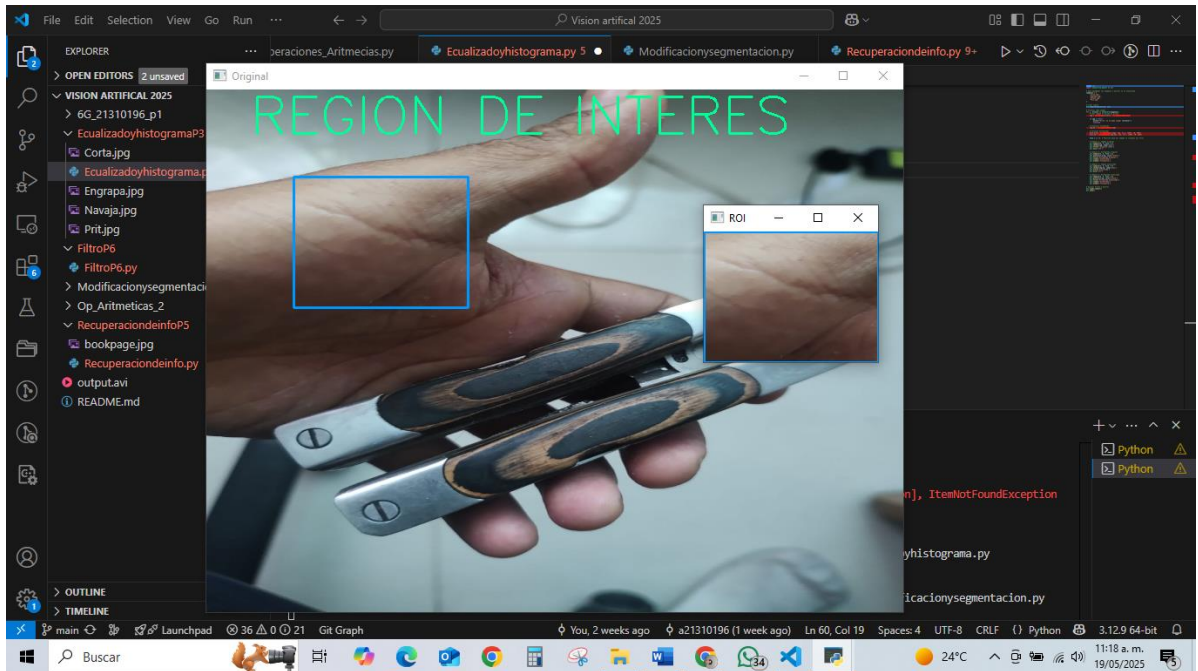 File Edit Selection View Go Run ··· Vision artifical 2025
EXPLORER ··· peraciones_Aritmecias.py Ecualizadoyhistograma.py 5 Modificacionysegmentacion.py Recuperaciondeinfo.py 9+
OPEN EDITORS 2 unsaved
VISION ARTIFICAL 2025
6G_21310196_p1
EcualizadoyhistogramaP3
Corta.jpg
Ecualizadoyhistograma.p
Engrapa.jpg
Navaja.jpg
Prit.jpg
FiltroP6
FiltroP6.py
Modificacionysegmentaci
Op_Aritmeticas_2
RecuperaciondeinfoP5
bookpage.jpg
Recuperaciondeinfo.py
output.avi
README.md
OUTLINE
TIMELINE
Original
REGION DE INTERES
ROI
Python
Python
n], ItemNotFoundException
yhistograma.py
icacionysegmentacion.py
main Launchpad 36 0 21 Git Graph You, 2 weeks ago a21310196 (1 week ago) Ln 60, Col 19 Spaces: 4 UTF-8 CRLF {} Python 3.12.9 64-bit
Buscar 34 24°C 11:18 a. m.
19/05/2025 5